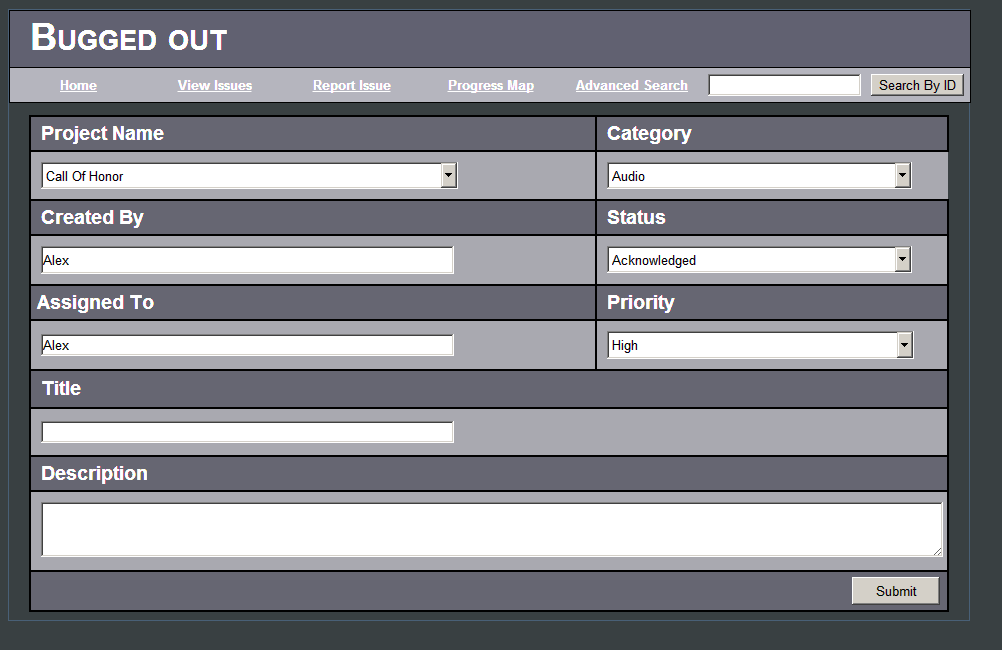 Bugged out
Home View Issues Report Issue Progress Map Advanced Search Search By ID
Project Name Category
Call Of Honor Audio
Created By Status
Alex Acknowledged
Assigned To Priority
Alex High
Title
Description
Submit